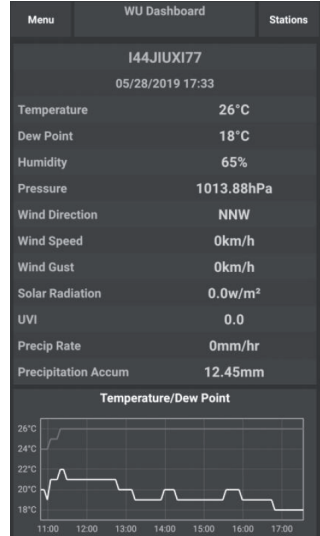 Menu
WU Dashboard
Stations
I44JIUXI77
05/28/2019 17:33
Temperature 26°C
Dew Point 18°C
Humidity 65%
Pressure 1013.88hPa
Wind Direction NNW
Wind Speed 0km/h
Wind Gust 0km/h
Solar Radiation 0.0w/m²
UVI 0.0
Precip Rate 0mm/hr
Precipitation Accum 12.45mm
Temperature/Dew Point
26°C
24°C
22°C
20°C
18°C
11:00 12:00 13:00 14:00 15:00 16:00 17:00